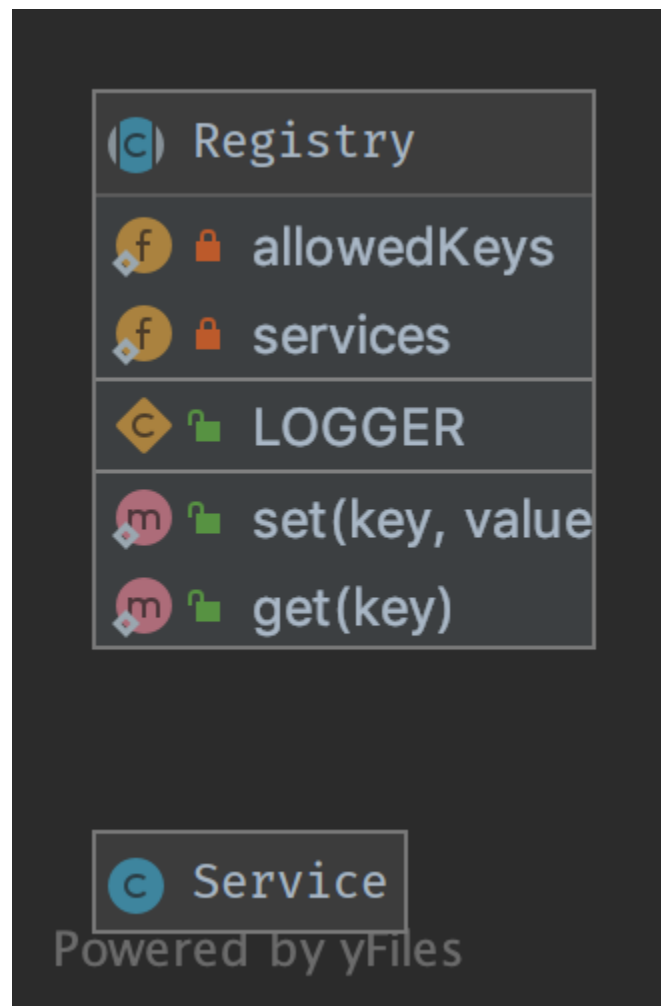 Registry
allowedKeys
services
LOGGER
set(key, value
get(key)
Service
Powered by yFiles